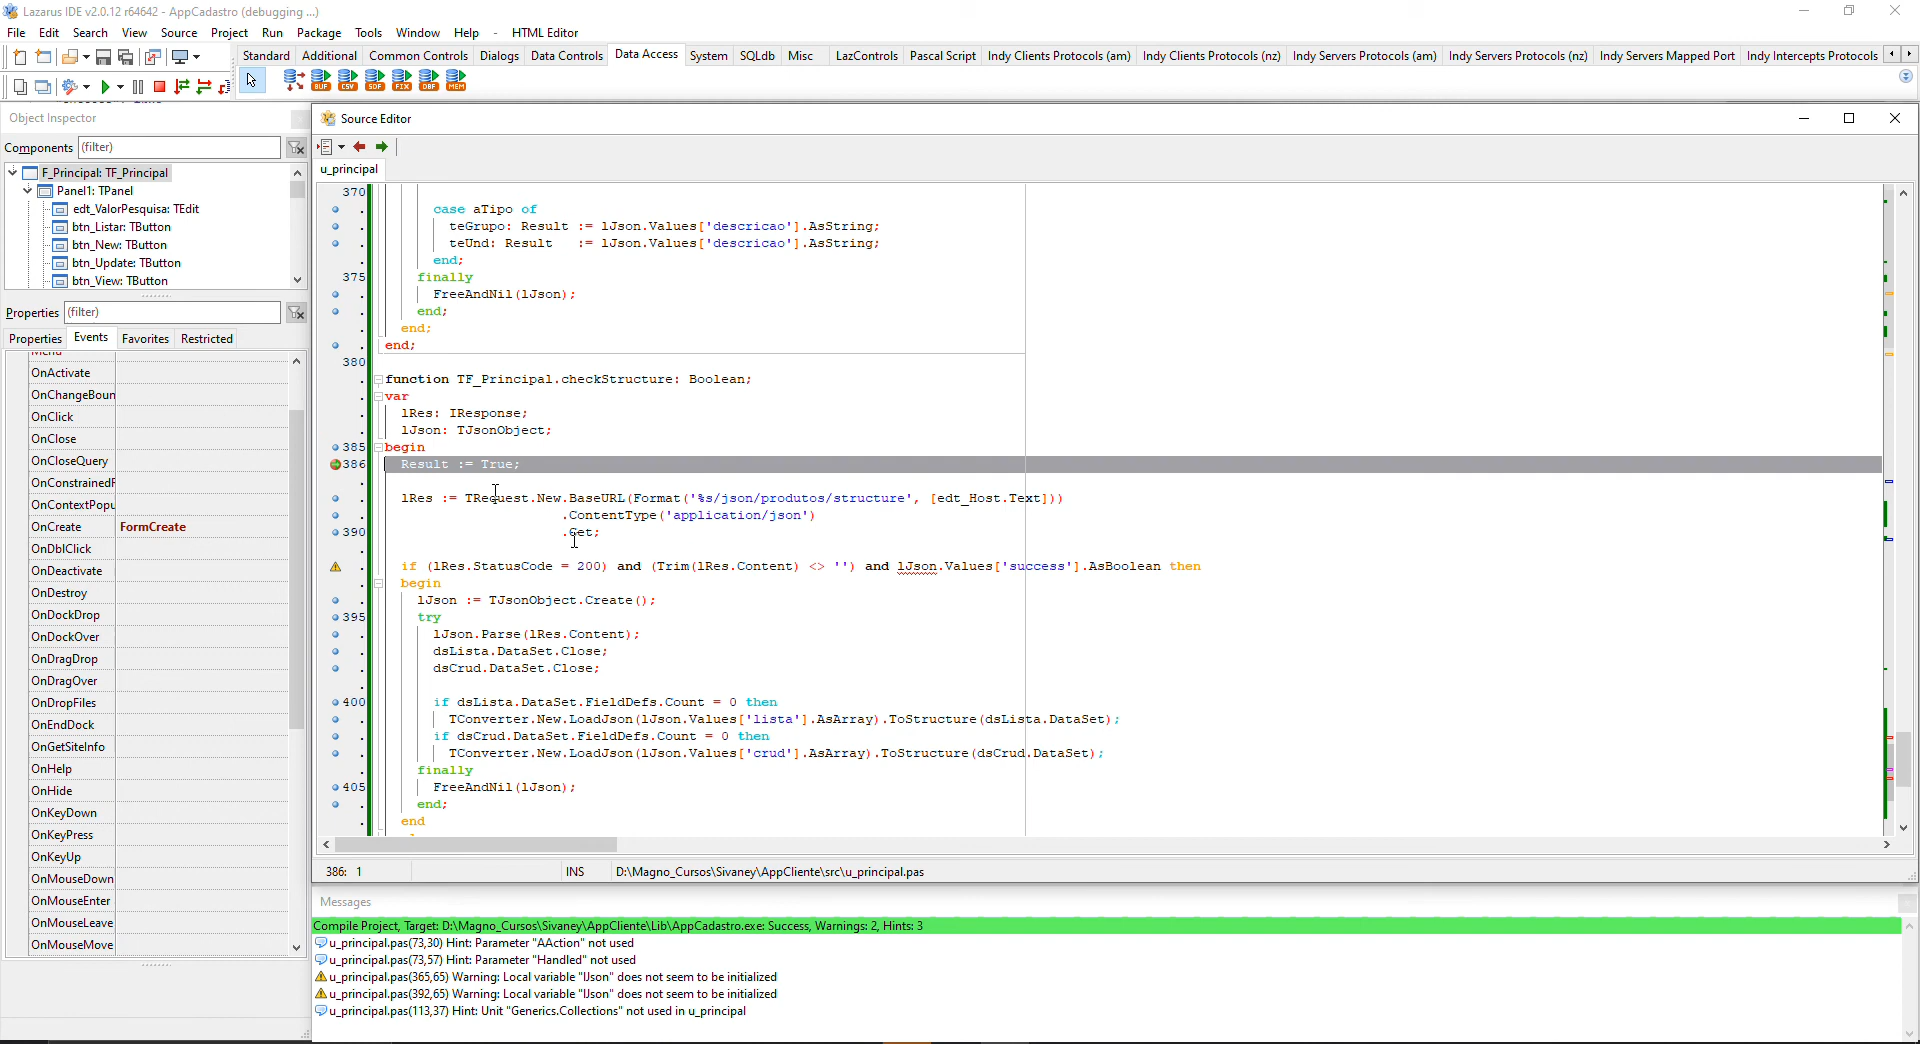 Lazarus IDE v2.0.12 r64642 - AppCadastro (debugging ...)
File Edit Search View Source Project Run Package Tools Window Help - HTML Editor
Standard Additional Common Controls Dialogs Data Controls Data Access System SQLdb Misc LazControls Pascal Script Indy Clients Protocols (am) Indy Clients Protocols (nz) Indy Servers Protocols (am) Indy Servers Protocols (nz) Indy Servers Mapped Port Indy Intercepts Protocols
BUF CSV SDF FIX DBF MEM
Object Inspector
Components (filter)
F_Principal: TF_Principal
Panel1: TPanel
edt_ValorPesquisa: TEdit
btn_Listar: TButton
btn_New: TButton
btn_Update: TButton
btn_View: TButton
Properties (filter)
Properties Events Favorites Restricted
Menu
OnActivate
OnChangeBoun
OnClick
OnClose
OnCloseQuery
OnConstrainedR
OnContextPopu
OnCreate FormCreate
OnDblClick
OnDeactivate
OnDestroy
OnDockDrop
OnDockOver
OnDragDrop
OnDragOver
OnDropFiles
OnEndDock
OnGetSiteInfo
OnHelp
OnHide
OnKeyDown
OnKeyPress
OnKeyUp
OnMouseDown
OnMouseEnter
OnMouseLeave
OnMouseMove
Source Editor
u_principal
370
case aTipo of
teGrupo: Result := lJson.Values['descricao'].AsString;
teUnd: Result   := lJson.Values['descricao'].AsString;
end;
375 finally
FreeAndNil(lJson);
end;
end;
end;
380
function TF_Principal.checkStructure: Boolean;
var
lRes: IResponse;
lJson: TJsonObject;
385 begin
386 Result := True;
lRes := TRequest.New.BaseURL(Format('%s/json/produtos/structure', [edt_Host.Text]))
.ContentType('application/json')
390 .Get;
if (lRes.StatusCode = 200) and (Trim(lRes.Content) <> '') and lJson.Values['success'].AsBoolean then
begin
lJson := TJsonObject.Create();
395 try
lJson.Parse(lRes.Content);
dsLista.DataSet.Close;
dsCrud.DataSet.Close;
400 if dsLista.DataSet.FieldDefs.Count = 0 then
TConverter.New.LoadJson(lJson.Values['lista'].AsArray).ToStructure(dsLista.DataSet);
if dsCrud.DataSet.FieldDefs.Count = 0 then
TConverter.New.LoadJson(lJson.Values['crud'].AsArray).ToStructure(dsCrud.DataSet);
finally
405 FreeAndNil(lJson);
end;
end
386: 1 INS D:\Magno_Cursos\Sivaney\AppCliente\src\u_principal.pas
Messages
Compile Project, Target: D:\Magno_Cursos\Sivaney\AppCliente\Lib\AppCadastro.exe: Success, Warnings: 2, Hints: 3
u_principal.pas(73,30) Hint: Parameter "AAction" not used
u_principal.pas(73,57) Hint: Parameter "Handled" not used
u_principal.pas(365,65) Warning: Local variable "lJson" does not seem to be initialized
u_principal.pas(392,65) Warning: Local variable "lJson" does not seem to be initialized
u_principal.pas(113,37) Hint: Unit "Generics.Collections" not used in u_principal